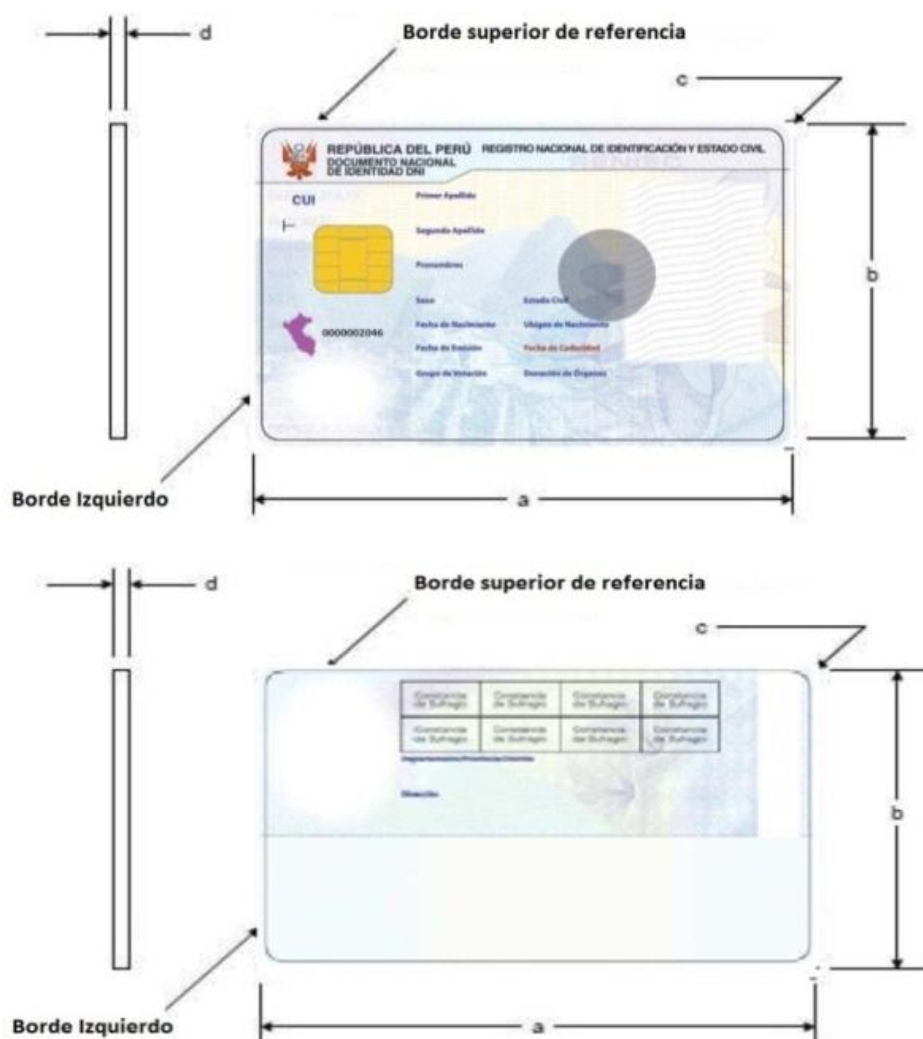 d
Borde superior de referencia
c
REPÚBLICA DEL PERÚ REGISTRO NACIONAL DE IDENTIFICACIÓN Y ESTADO CIVIL
DOCUMENTO NACIONAL
DE IDENTIDAD DNI
CUI
Primer Apellido
Segundo Apellido
Prenombres
Sexo Estado Civil
Fecha de Nacimiento Ubigeo de Nacimiento
0000002046
Fecha de Emisión Fecha de Caducidad
Grupo de Votación Donación de Órganos
b
Borde Izquierdo
a
d
Borde superior de referencia
c
Constancia de Sufragio Constancia de Sufragio Constancia de Sufragio Constancia de Sufragio
Constancia de Sufragio Constancia de Sufragio Constancia de Sufragio Constancia de Sufragio
Departamento/Provincia/Distrito
Dirección
b
Borde Izquierdo
a